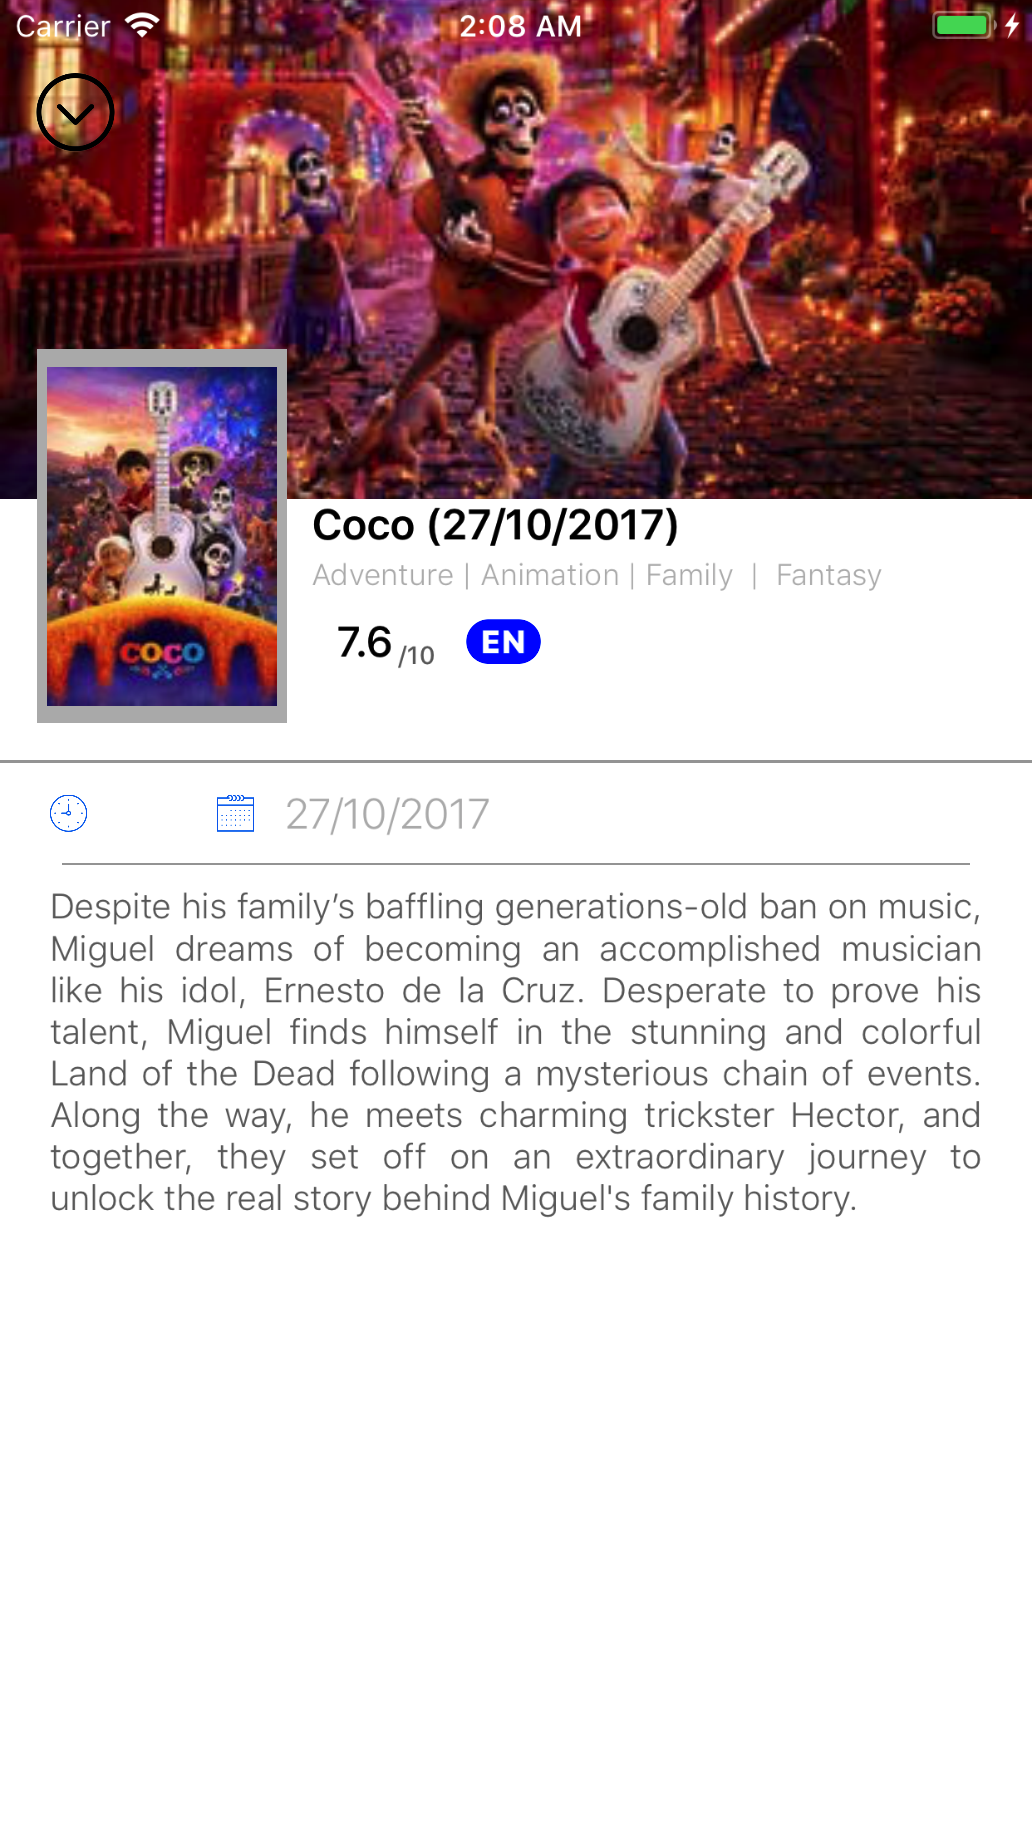 Carrier 2:08 AM
Coco (27/10/2017)
Adventure | Animation | Family | Fantasy
7.6 /10 EN
COCO
27/10/2017
Despite his family’s baffling generations-old ban on music,
Miguel dreams of becoming an accomplished musician
like his idol, Ernesto de la Cruz. Desperate to prove his
talent, Miguel finds himself in the stunning and colorful
Land of the Dead following a mysterious chain of events.
Along the way, he meets charming trickster Hector, and
together, they set off on an extraordinary journey to
unlock the real story behind Miguel's family history.